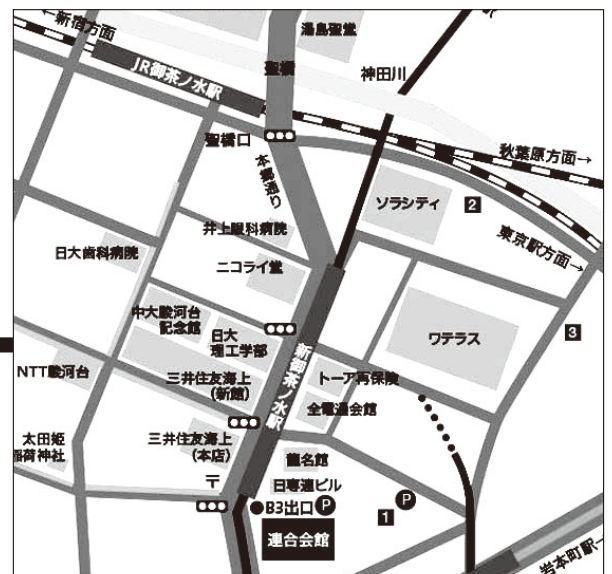 ←新宿方面
湯島聖堂
JR御茶ノ水駅
聖橋
神田川
聖橋口
秋葉原方面→
本郷通り
ソラシティ
2
井上眼科病院
東京駅方面→
日大歯科病院
ニコライ堂
中大駿河台
記念館
日大
理工学部
新御茶ノ水駅
ワテラス
3
NTT駿河台
三井住友海上
(新館)
トーア再保険
全電通会館
太田姫
稲荷神社
三井住友海上
(本店)
龍名館
〒
日専連ビル
B3出口
P
1
P
連合会館
岩本町駅→